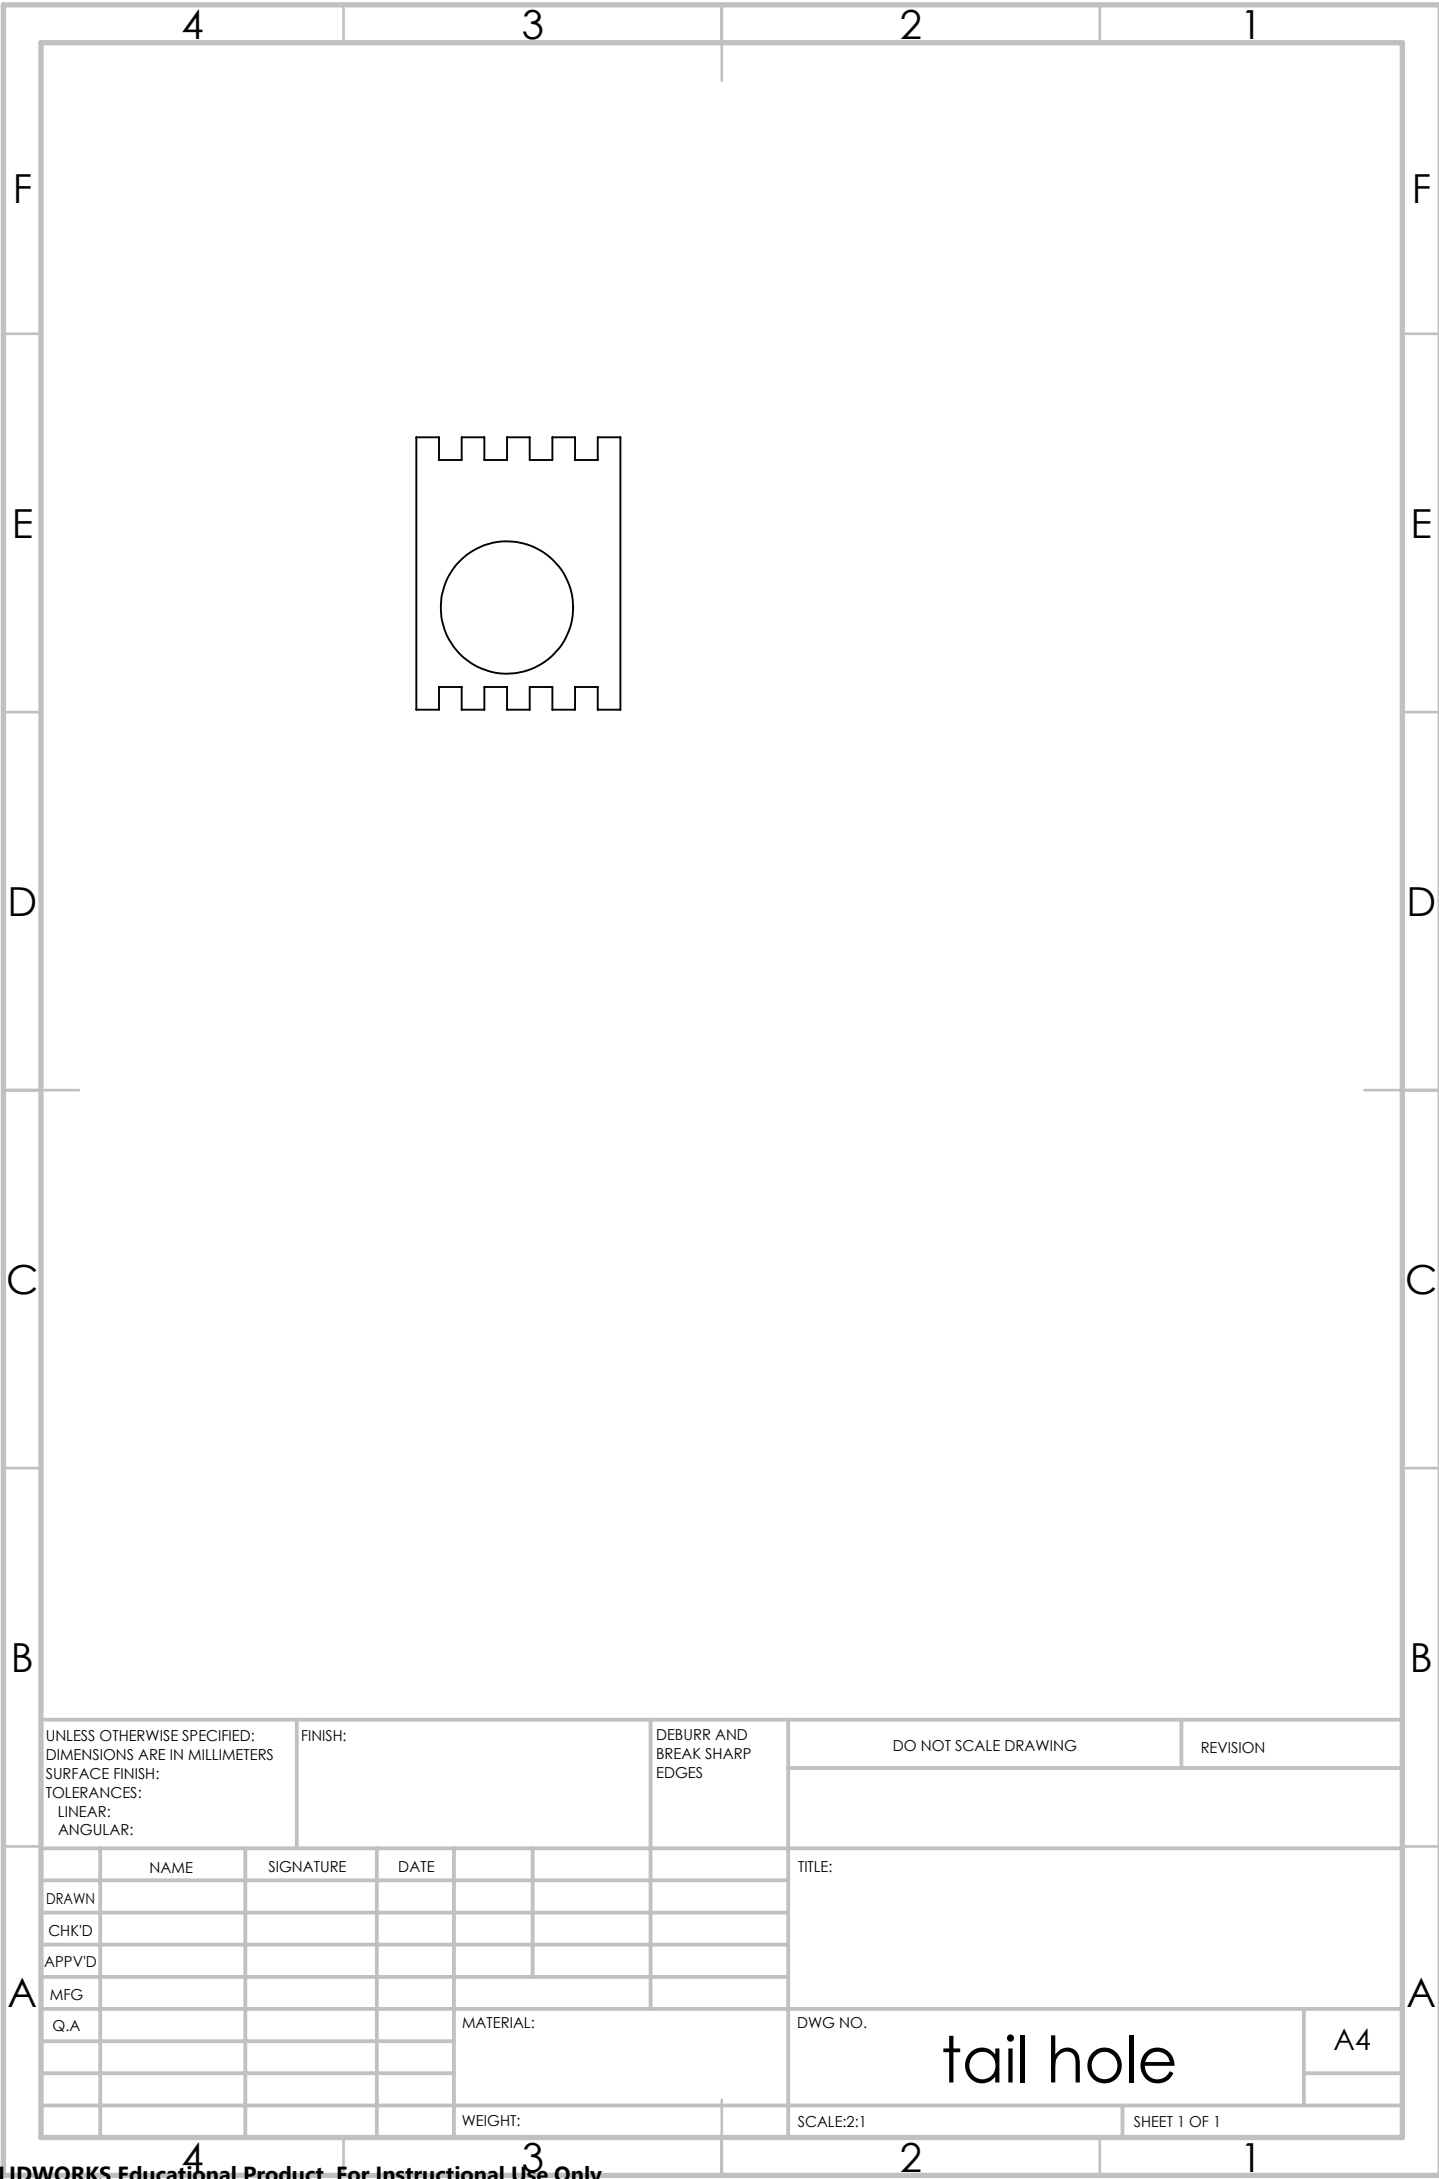 4 3 2 1
F F
E E
D D
C C
B B
UNLESS OTHERWISE SPECIFIED:
DIMENSIONS ARE IN MILLIMETERS
SURFACE FINISH:
TOLERANCES:
LINEAR:
ANGULAR:
FINISH:
DEBURR AND
BREAK SHARP
EDGES
DO NOT SCALE DRAWING
REVISION
NAME SIGNATURE DATE
DRAWN
CHK'D
APPV'D
MFG
Q.A
A A
TITLE:
MATERIAL:
DWG NO.
tail hole
A4
WEIGHT:
SCALE:2:1
SHEET 1 OF 1
4 3 2 1
Educational Product. For Instructional Use Only.